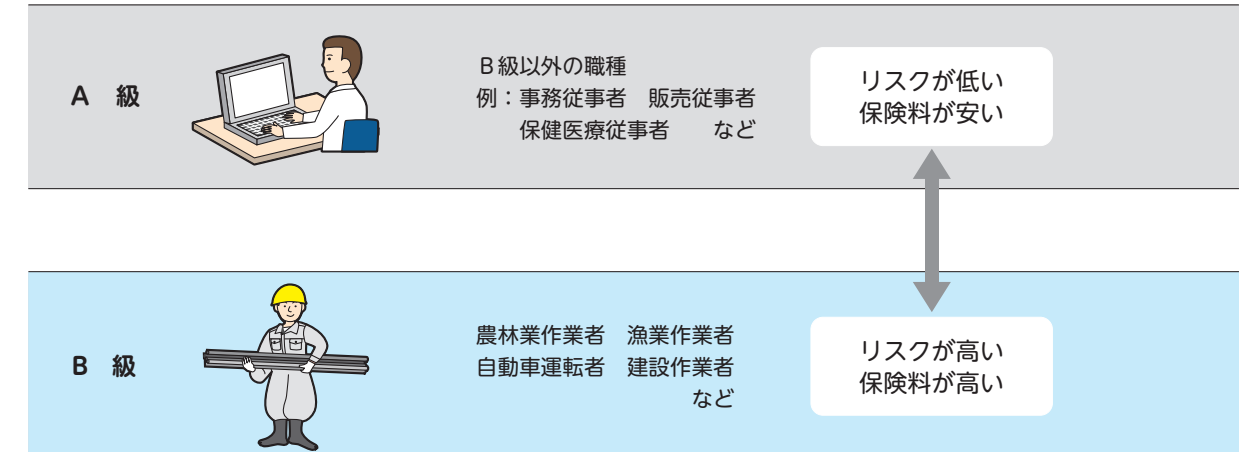 A 級
B級以外の職種
例:事務従事者 販売従事者
保健医療従事者 など
リスクが低い
保険料が安い
B 級
農林業作業者 漁業作業者
自動車運転者 建設作業者
など
リスクが高い
保険料が高い